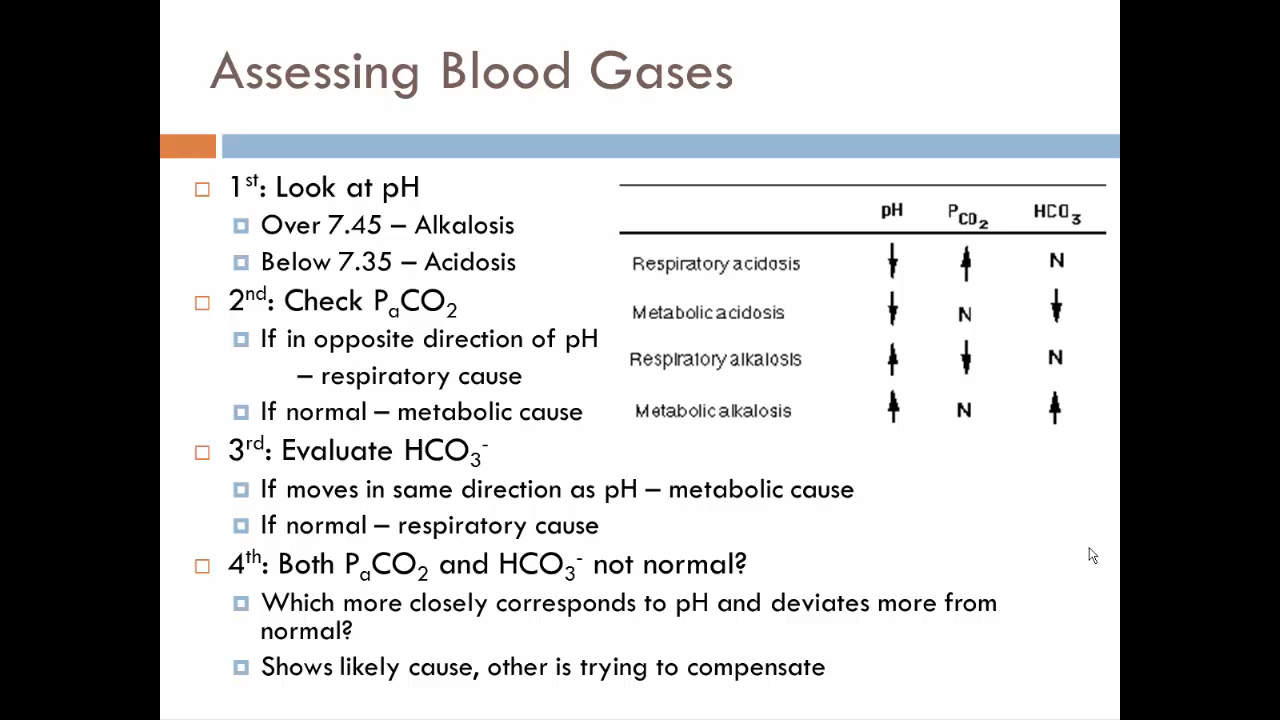 Assessing Blood Gases
1st: Look at pH
Over 7.45 – Alkalosis
Below 7.35 – Acidosis
2nd: Check PaCO2
If in opposite direction of pH
– respiratory cause
If normal – metabolic cause
3rd: Evaluate HCO3-
If moves in same direction as pH – metabolic cause
If normal – respiratory cause
4th: Both PaCO2 and HCO3- not normal?
Which more closely corresponds to pH and deviates more from
normal?
Shows likely cause, other is trying to compensate
pH PCO2 HCO3
Respiratory acidosis ↓ ↑ N
Metabolic acidosis ↓ N ↓
Respiratory alkalosis ↑ ↓ N
Metabolic alkalosis ↑ N ↑